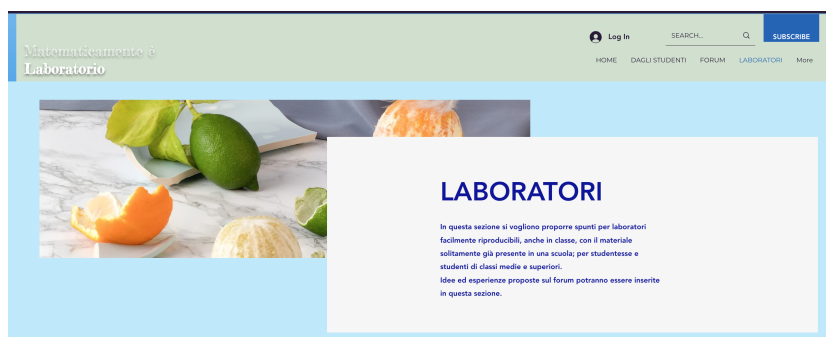 Matematicamente é
Laboratorio
Log In
SEARCH...
SUBSCRIBE
HOME DAGLI STUDENTI FORUM LABORATORI More
LABORATORI
In questa sezione si vogliono proporre spunti per laboratori
facilmente riproducibili, anche in classe, con il materiale
solitamente già presente in una scuola; per studentesse e
studenti di classi medie e superiori.
Idee ed esperienze proposte sul forum potranno essere inserite
in questa sezione.